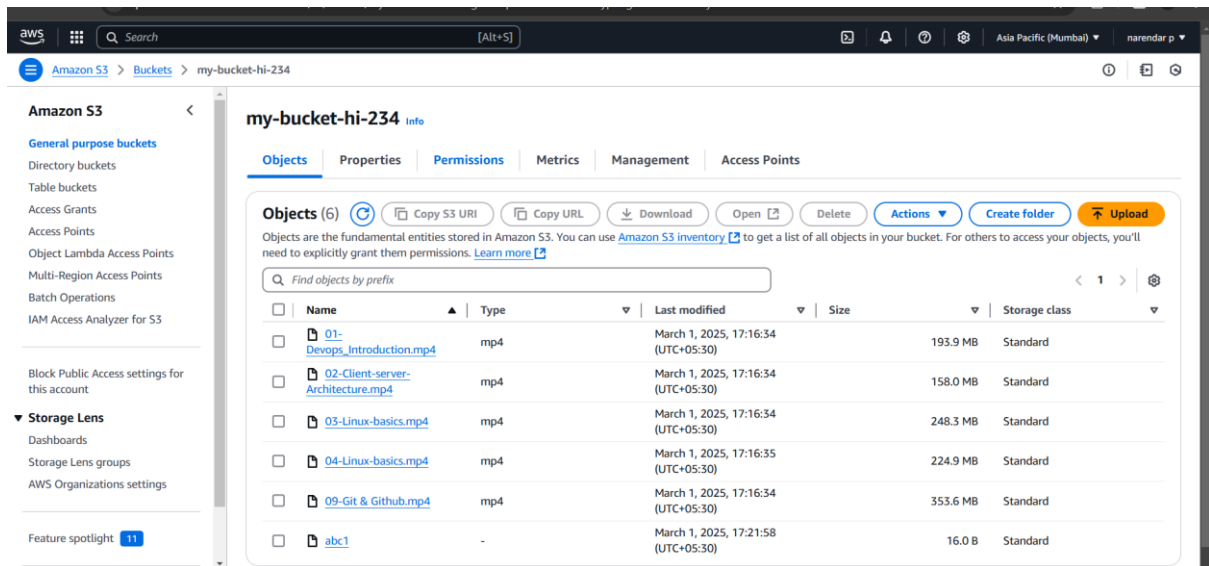 aws
Search [Alt+S]
Asia Pacific (Mumbai) ▼ narendar p ▼
Amazon S3 > Buckets > my-bucket-hi-234
Amazon S3
General purpose buckets
Directory buckets
Table buckets
Access Grants
Access Points
Object Lambda Access Points
Multi-Region Access Points
Batch Operations
IAM Access Analyzer for S3
Block Public Access settings for
this account
▼ Storage Lens
Dashboards
Storage Lens groups
AWS Organizations settings
Feature spotlight 11
my-bucket-hi-234 Info
Objects Properties Permissions Metrics Management Access Points
Objects (6) Copy S3 URI Copy URL Download Open Delete Actions ▼ Create folder Upload
Objects are the fundamental entities stored in Amazon S3. You can use Amazon S3 inventory to get a list of all objects in your bucket. For others to access your objects, you'll
need to explicitly grant them permissions. Learn more
Find objects by prefix
< 1 >
Name Type Last modified Size Storage class
01-
Devops_Introduction.mp4 mp4 March 1, 2025, 17:16:34
(UTC+05:30) 193.9 MB Standard
02-Client-server-
Architecture.mp4 mp4 March 1, 2025, 17:16:34
(UTC+05:30) 158.0 MB Standard
03-Linux-basics.mp4 mp4 March 1, 2025, 17:16:34
(UTC+05:30) 248.3 MB Standard
04-Linux-basics.mp4 mp4 March 1, 2025, 17:16:35
(UTC+05:30) 224.9 MB Standard
09-Git & Github.mp4 mp4 March 1, 2025, 17:16:34
(UTC+05:30) 353.6 MB Standard
abc1 - March 1, 2025, 17:21:58
(UTC+05:30) 16.0 B Standard